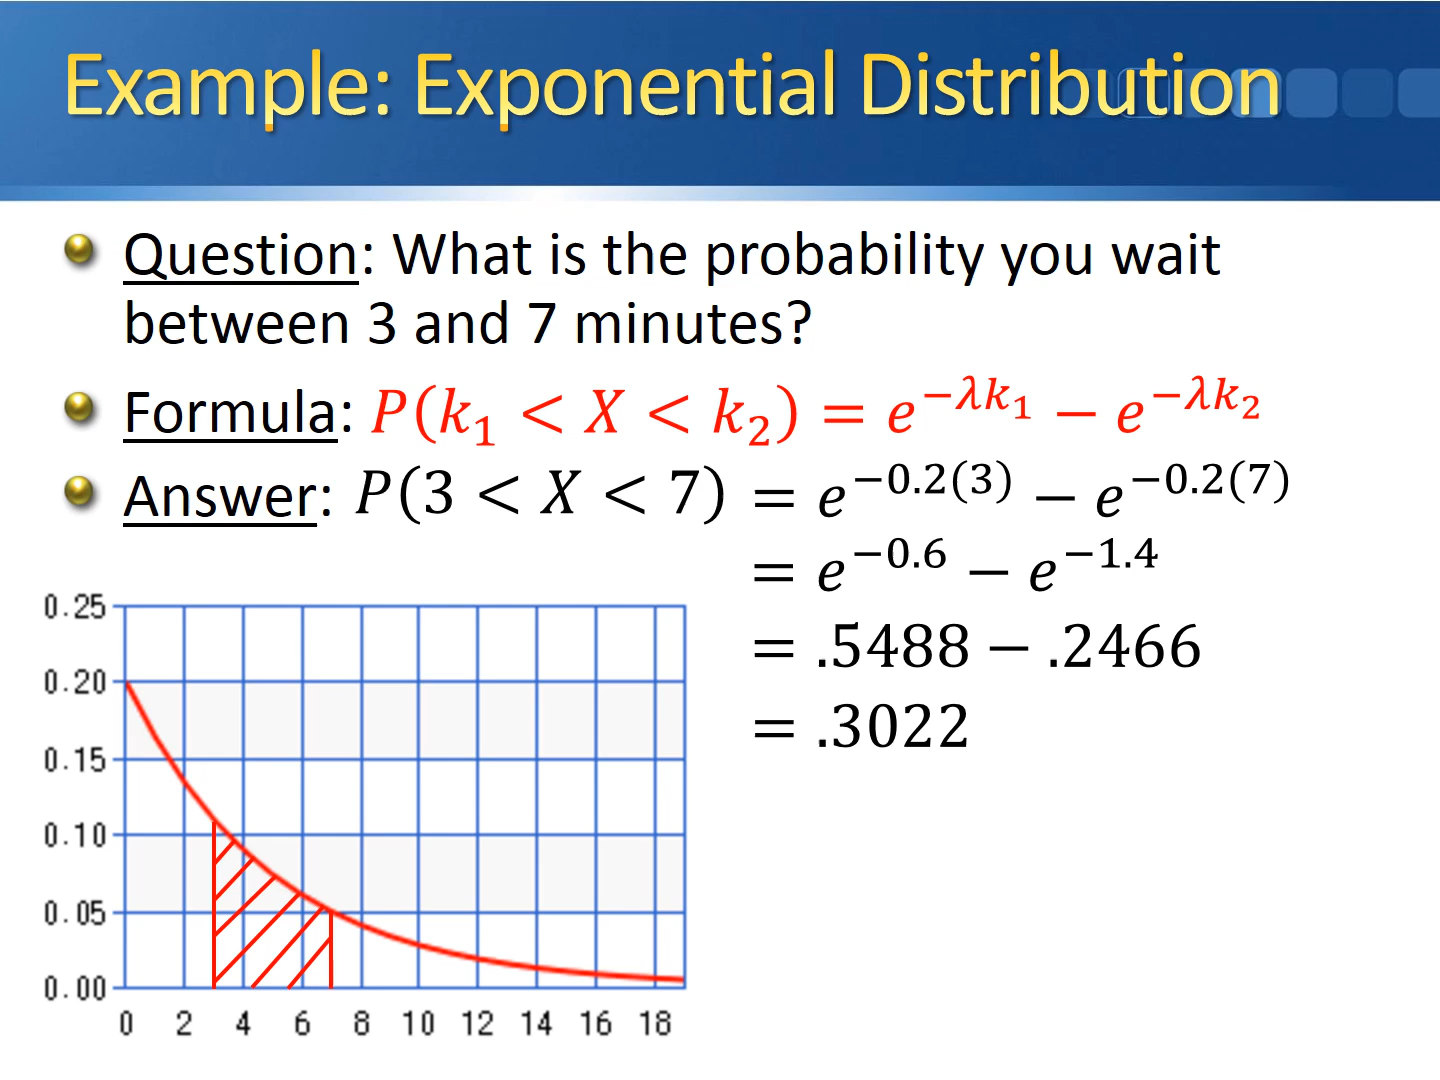 Example: Exponential Distribution
Question: What is the probability you wait
between 3 and 7 minutes?
Formula: P(k₁ < X < k₂) = e^{−λk₁} − e^{−λk₂}
Answer: P(3 < X < 7) = e^{−0.2(3)} − e^{−0.2(7)}
= e^{−0.6} − e^{−1.4}
= .5488 − .2466
= .3022
0.25
0.20
0.15
0.10
0.05
0.00
0 2 4 6 8 10 12 14 16 18